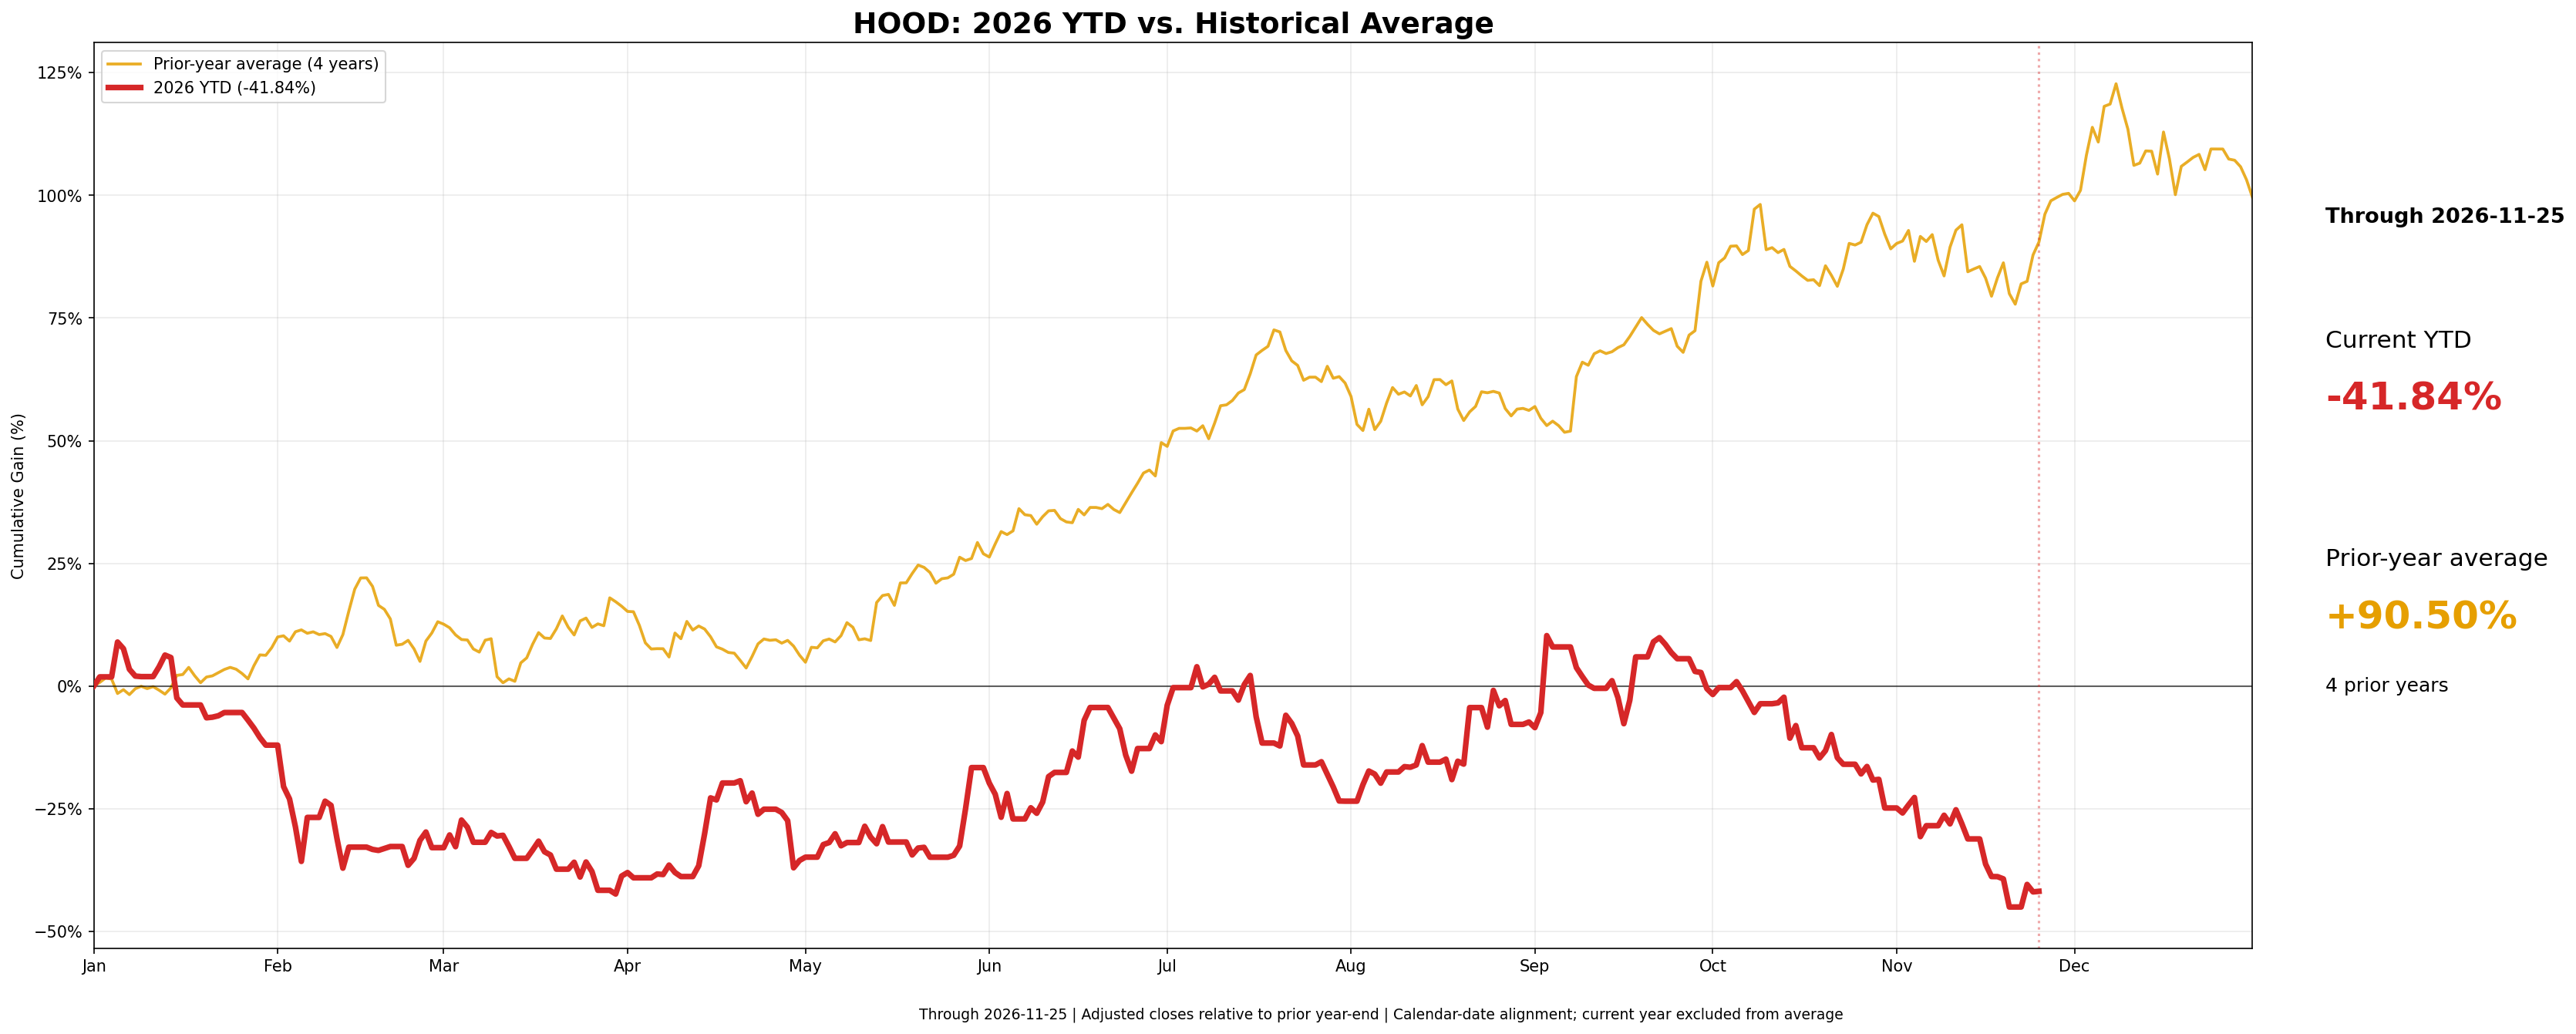 HOOD: 2026 YTD vs. Historical Average
Prior-year average (4 years)
2026 YTD (-41.84%)
Cumulative Gain (%)
125%
100%
75%
50%
25%
0%
−25%
−50%
Jan
Feb
Mar
Apr
May
Jun
Jul
Aug
Sep
Oct
Nov
Dec
Through 2026-11-25
Current YTD
-41.84%
Prior-year average
+90.50%
4 prior years
Through 2026-11-25 | Adjusted closes relative to prior year-end | Calendar-date alignment; current year excluded from average